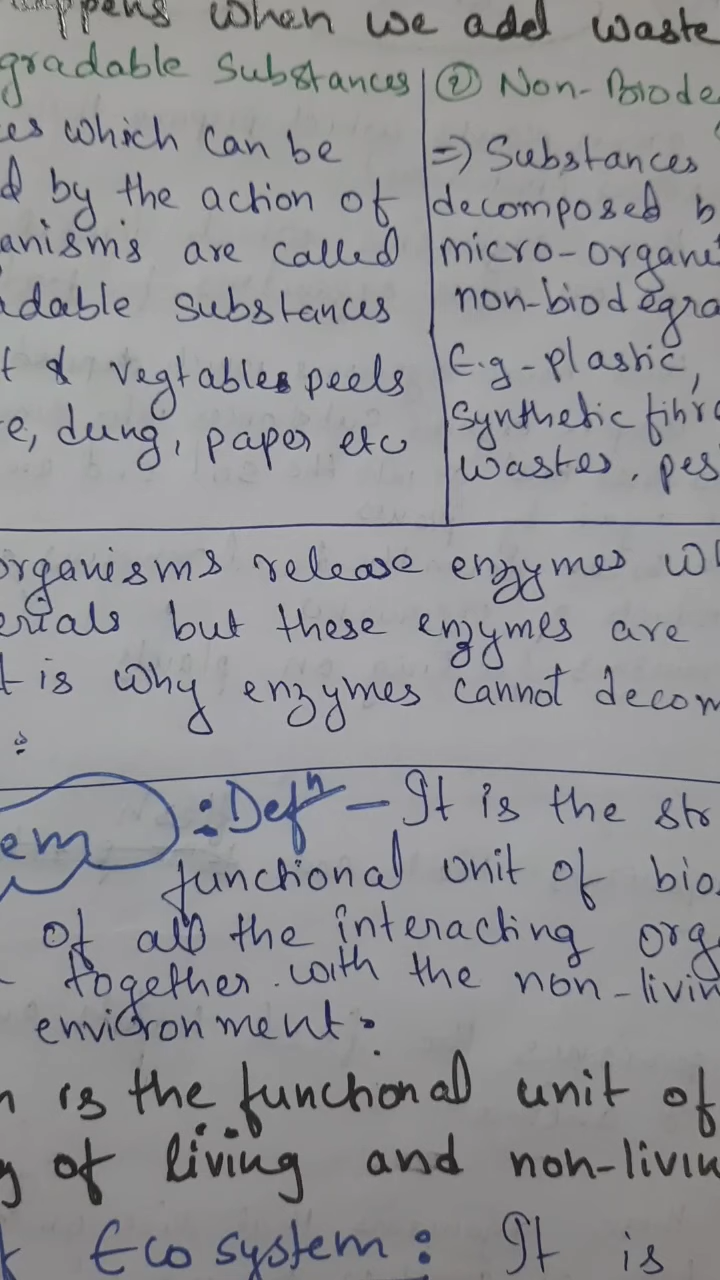 when we add waste
gradable Substances
② Non-Biode
es which can be
d by the action of
anisms are called
adable substances
t & vegtables peels
e, dung, paper etc
=) Substances
decomposed b
micro-organi
non-biodegra
E.g - plastic,
Synthetic fibr
wastes, pes
organisms release enzymes wh
erials but these enzymes are
t is why enzymes cannot decom
em : Defⁿ - It is the str
functional unit of bio
of all the interacting org
together with the non-livin
environment.
n is the functional unit of
y of living and non-livin
Eco system : It is